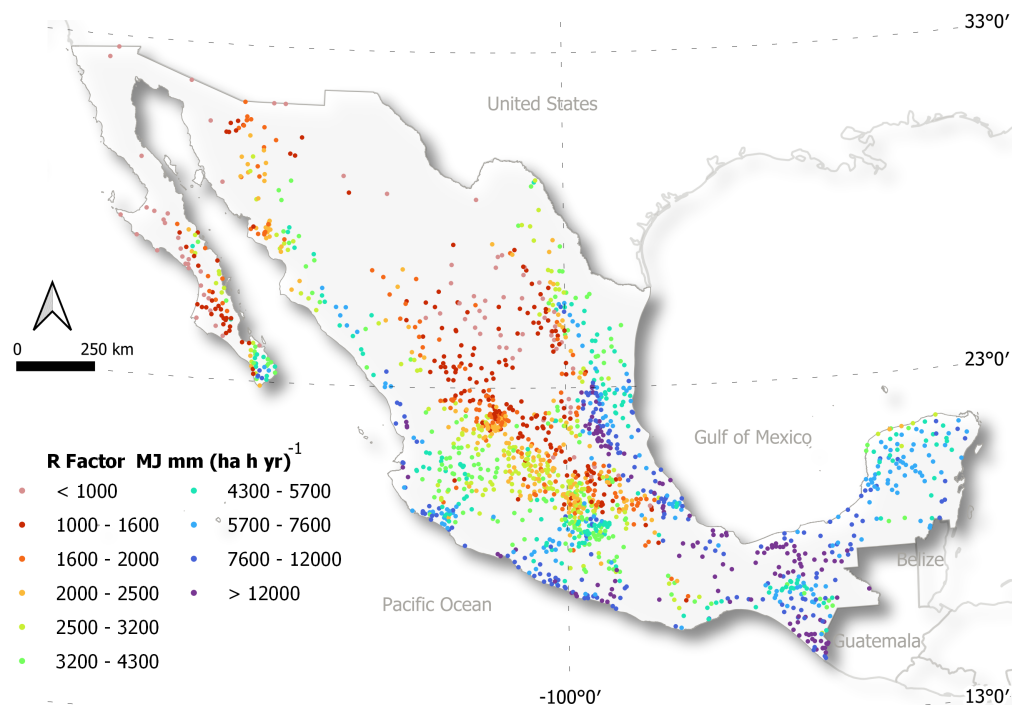 33°0′
United States
0 250 km
23°0′
Gulf of Mexico
R Factor MJ mm (ha h yr)⁻¹
< 1000
1000 - 1600
1600 - 2000
2000 - 2500
2500 - 3200
3200 - 4300
4300 - 5700
5700 - 7600
7600 - 12000
> 12000
Belize
Pacific Ocean
Guatemala
-100°0′
13°0′